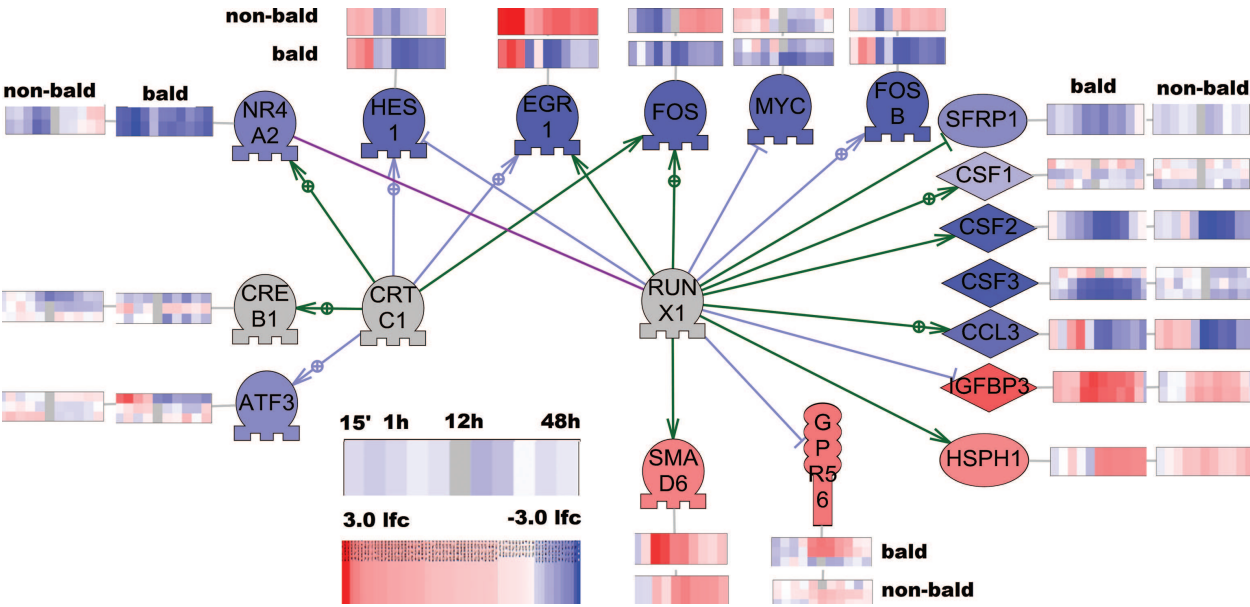 non-bald
bald
non-bald
bald
NR4
A2
HES
1
EGR
1
FOS
MYC
FOS
B
SFRP1
bald
non-bald
CSF1
CSF2
CSF3
CCL3
IGFBP3
HSPH1
CRE
B1
CRT
C1
RUN
X1
ATF3
15' 1h 12h 48h
3.0 lfc -3.0 lfc
SMA
D6
G
P
R5
6
bald
non-bald